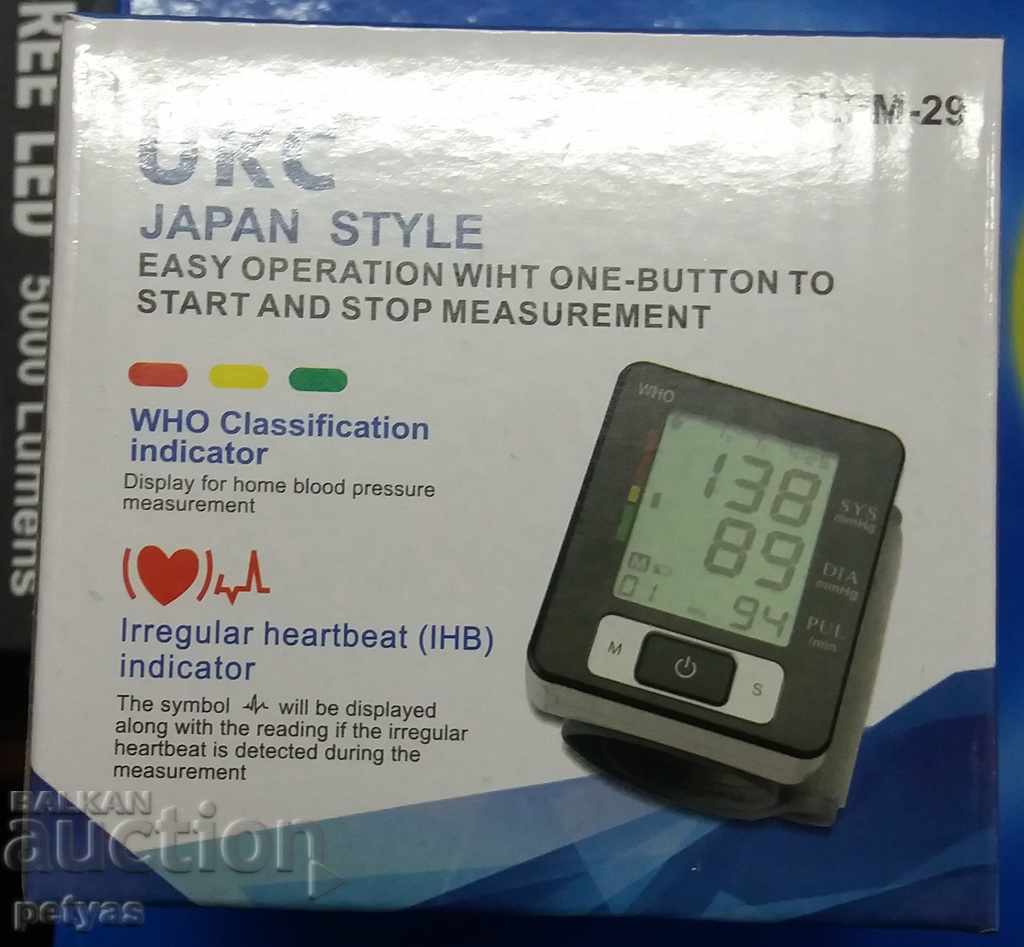 M-29
JAPAN STYLE
EASY OPERATION WIHT ONE-BUTTON TO
START AND STOP MEASUREMENT
WHO Classification
indicator
Display for home blood pressure
measurement
Irregular heartbeat (IHB)
indicator
The symbol will be displayed
along with the reading if the irregular
heartbeat is detected during the
measurement
WHO
138
SYS
mmHg
89
DIA
mmHg
M
01
94
PUL
/min
M
S
KEE LED 5000 Lummens
BALKAN
auction
petyas